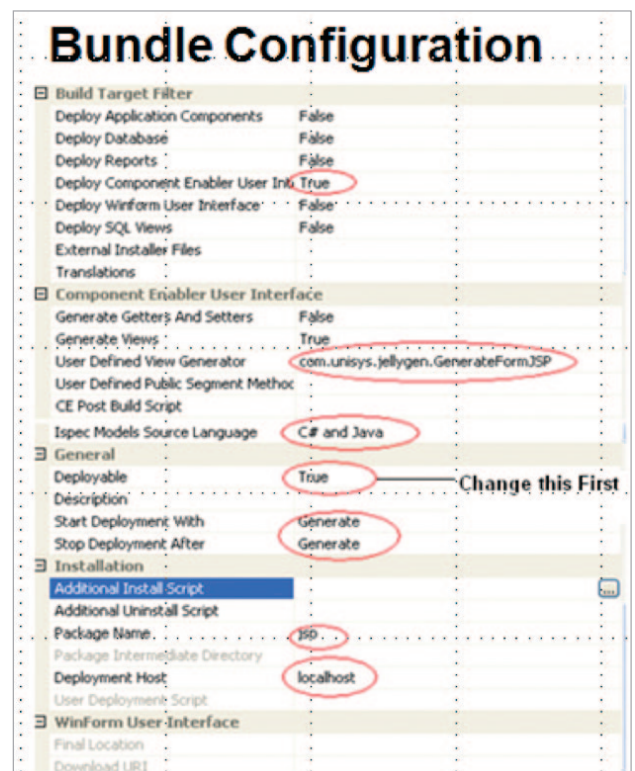 Bundle Configuration
Build Target Filter
Deploy Application Components False
Deploy Database False
Deploy Reports False
Deploy Component Enabler User Int True
Deploy Winform User Interface False
Deploy SQL Views False
External Installer Files
Translations
Component Enabler User Interface
Generate Getters And Setters False
Generate Views True
User Defined View Generator com.unisys.jellygen.GenerateFormJSP
User Defined Public Segment Methoc
CE Post Build Script
Ispec Models Source Language C# and Java
General
Deployable True Change this First
Description
Start Deployment With Generate
Stop Deployment After Generate
Installation
Additional Install Script ...
Additional Uninstall Script
Package Name jsp
Package Intermediate Directory
Deployment Host localhost
User Deployment Script
WinForm User Interface
Final Location
Download URI